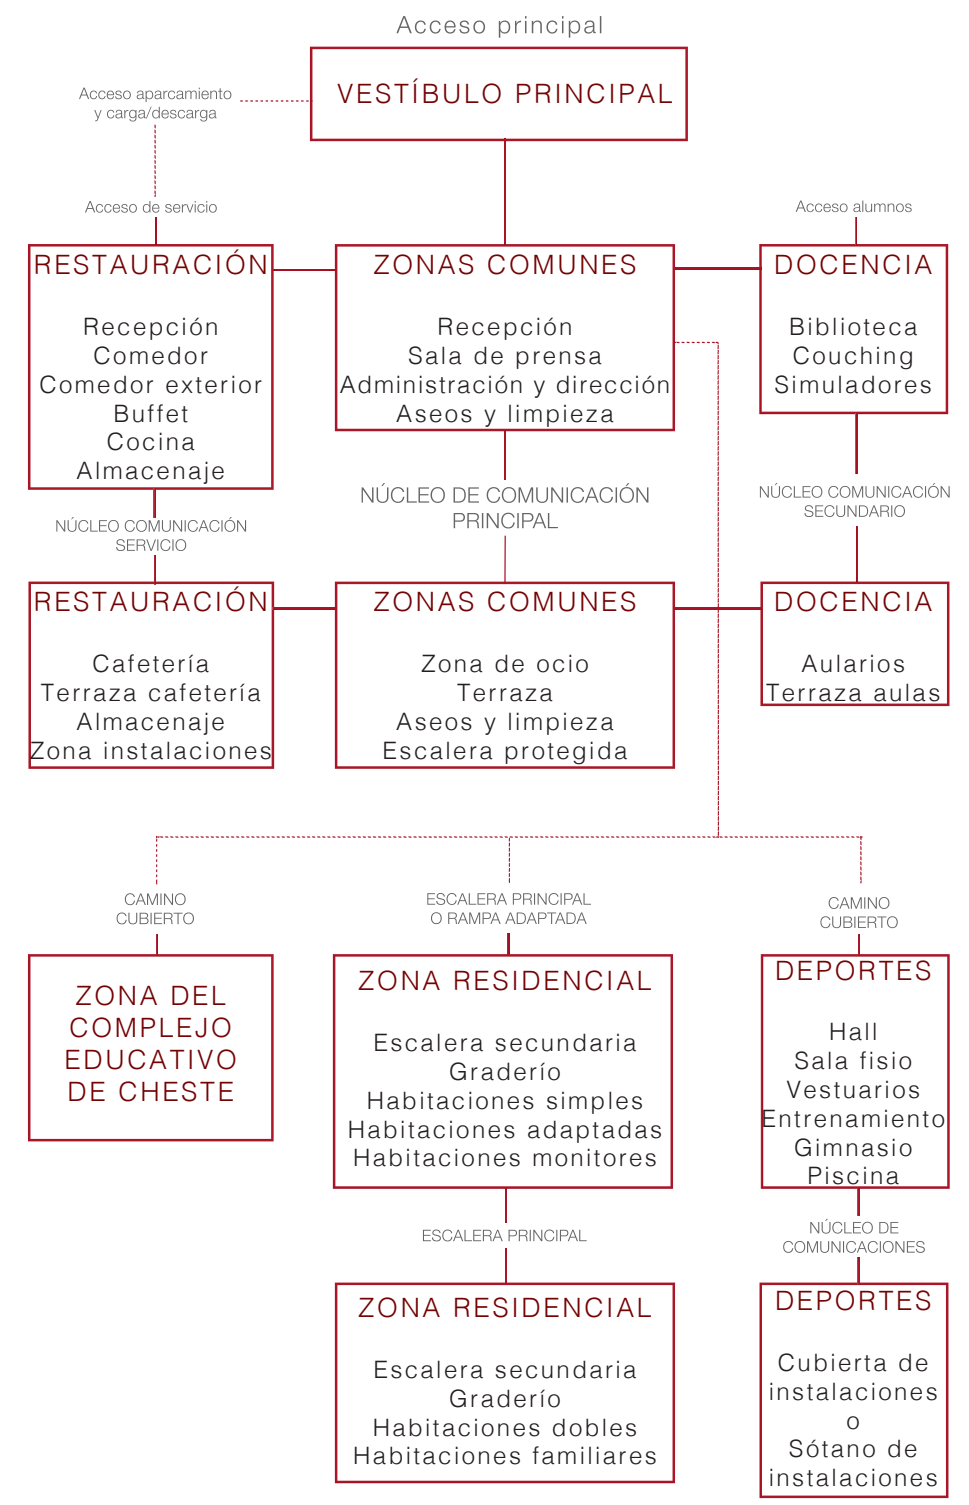 Acceso principal
VESTÍBULO PRINCIPAL
Acceso aparcamiento
y carga/descarga
Acceso de servicio
Acceso alumnos
RESTAURACIÓN
Recepción
Comedor
Comedor exterior
Buffet
Cocina
Almacenaje
ZONAS COMUNES
Recepción
Sala de prensa
Administración y dirección
Aseos y limpieza
DOCENCIA
Biblioteca
Couching
Simuladores
NÚCLEO COMUNICACIÓN
SERVICIO
NÚCLEO DE COMUNICACIÓN
PRINCIPAL
NÚCLEO COMUNICACIÓN
SECUNDARIO
RESTAURACIÓN
Cafetería
Terraza cafetería
Almacenaje
Zona instalaciones
ZONAS COMUNES
Zona de ocio
Terraza
Aseos y limpieza
Escalera protegida
DOCENCIA
Aularios
Terraza aulas
CAMINO
CUBIERTO
ESCALERA PRINCIPAL
O RAMPA ADAPTADA
CAMINO
CUBIERTO
ZONA DEL
COMPLEJO
EDUCATIVO
DE CHESTE
ZONA RESIDENCIAL
Escalera secundaria
Graderío
Habitaciones simples
Habitaciones adaptadas
Habitaciones monitores
DEPORTES
Hall
Sala fisio
Vestuarios
Entrenamiento
Gimnasio
Piscina
ESCALERA PRINCIPAL
NÚCLEO DE
COMUNICACIONES
ZONA RESIDENCIAL
Escalera secundaria
Graderío
Habitaciones dobles
Habitaciones familiares
DEPORTES
Cubierta de
instalaciones
o
Sótano de
instalaciones